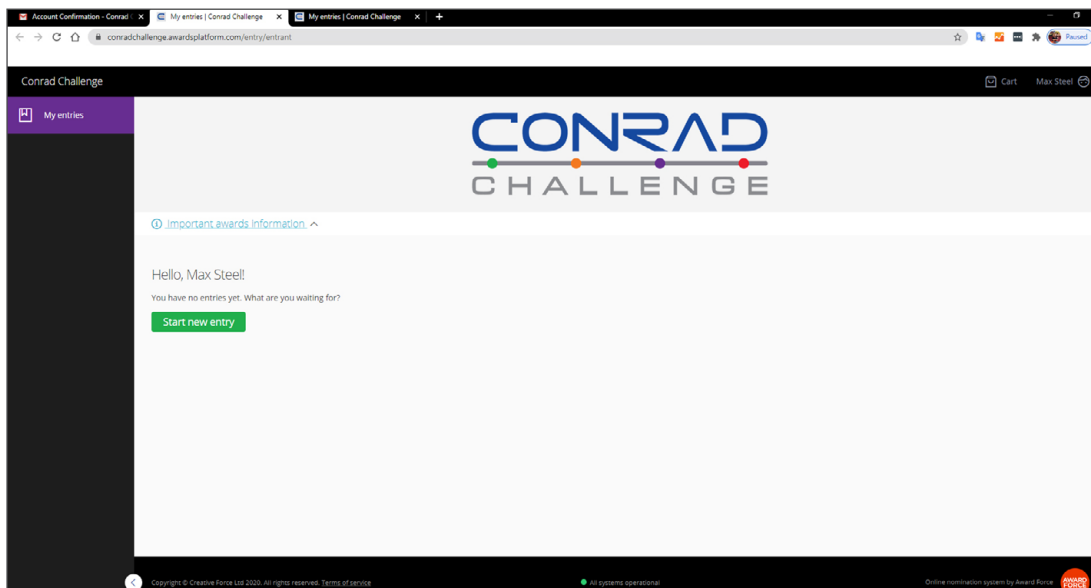 Account Confirmation - Conrad
My entries | Conrad Challenge
My entries | Conrad Challenge
conradchallenge.awardsplatform.com/entry/entrant
Paused
Conrad Challenge
Cart
Max Steel
My entries
CONRAD
CHALLENGE
Important awards information
Hello, Max Steel!
You have no entries yet. What are you waiting for?
Start new entry
Copyright © Creative Force Ltd 2020. All rights reserved. Terms of service
All systems operational
Online nomination system by Award Force
AWARD
FORCE